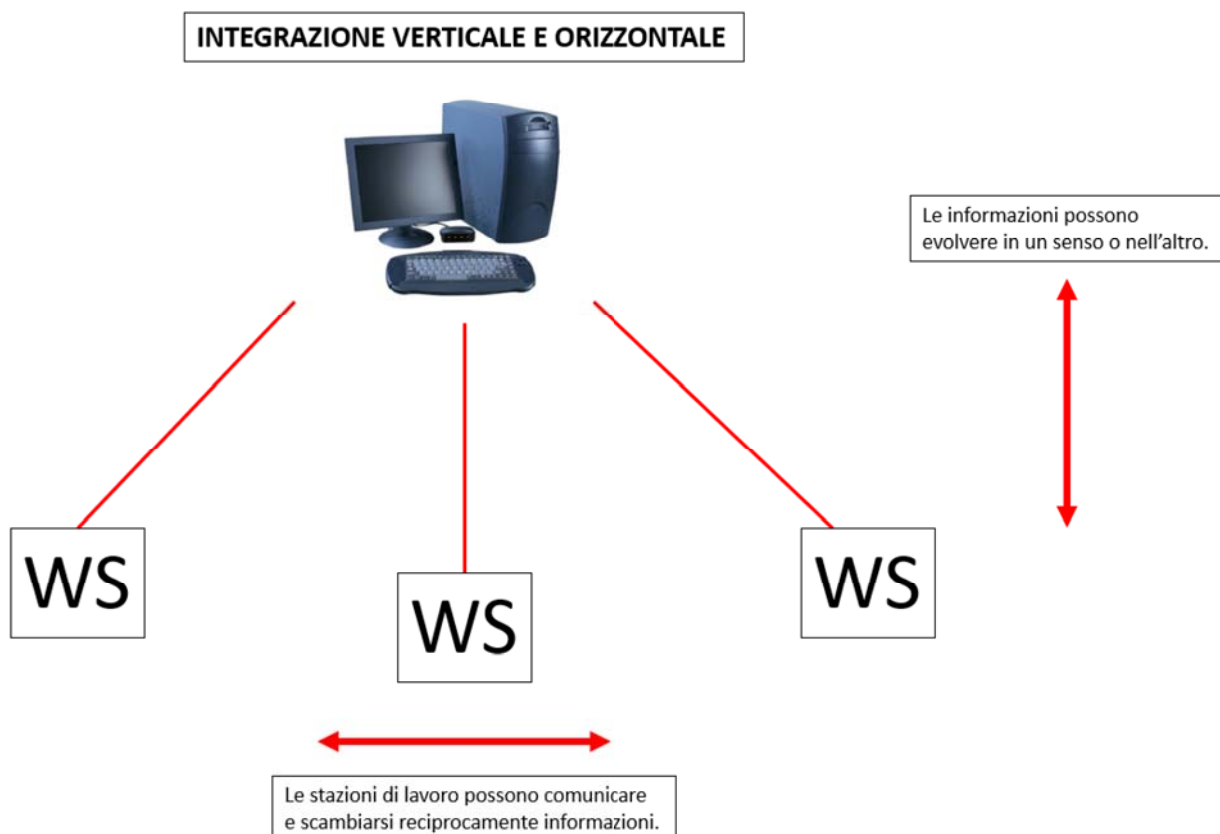 INTEGRAZIONE VERTICALE E ORIZZONTALE
Le informazioni possono
evolvere in un senso o nell'altro.
WS
WS
WS
Le stazioni di lavoro possono comunicare
e scambiarsi reciprocamente informazioni.